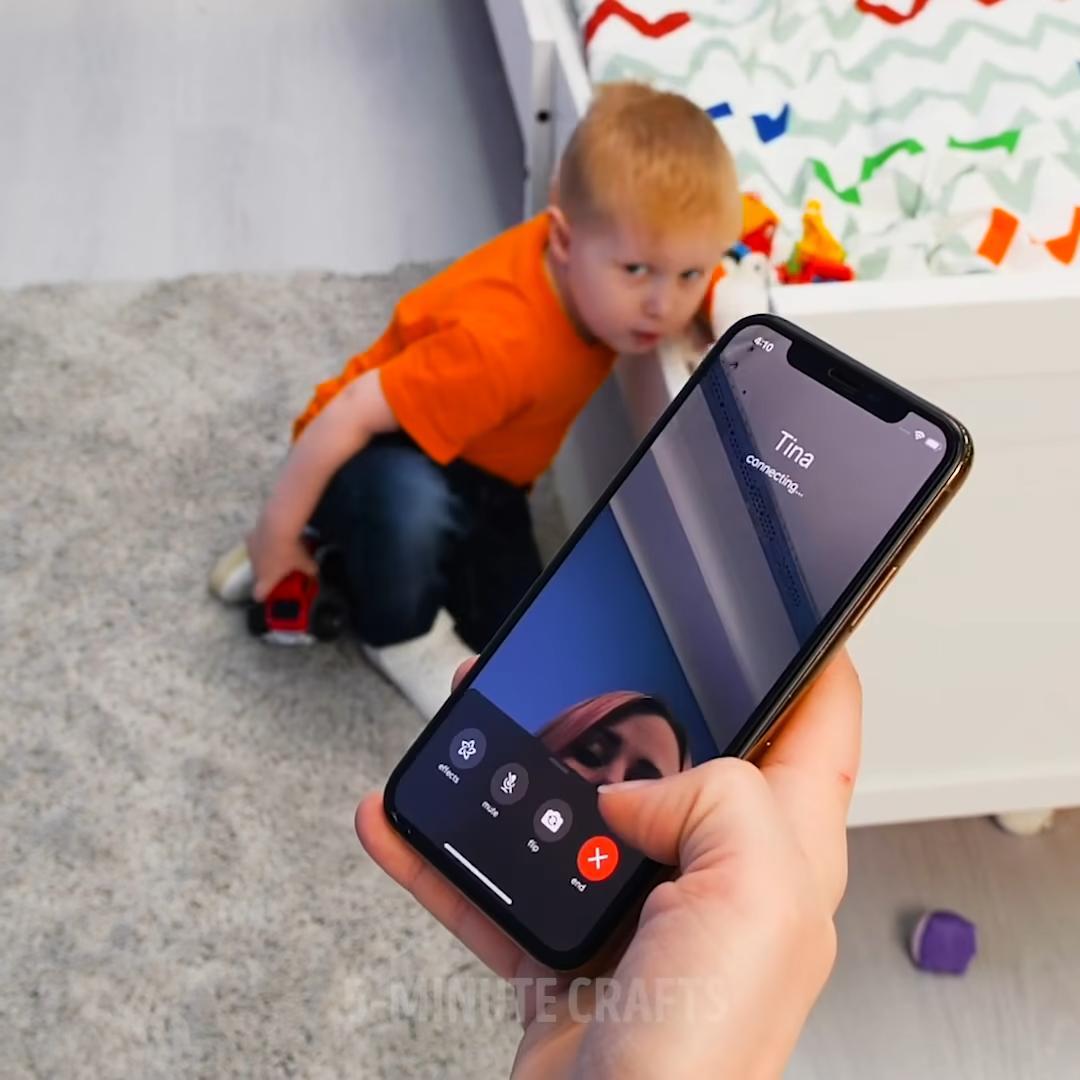 4:10
Tina
connecting...
effects
mute
flip
end
5-MINUTE CRAFTS